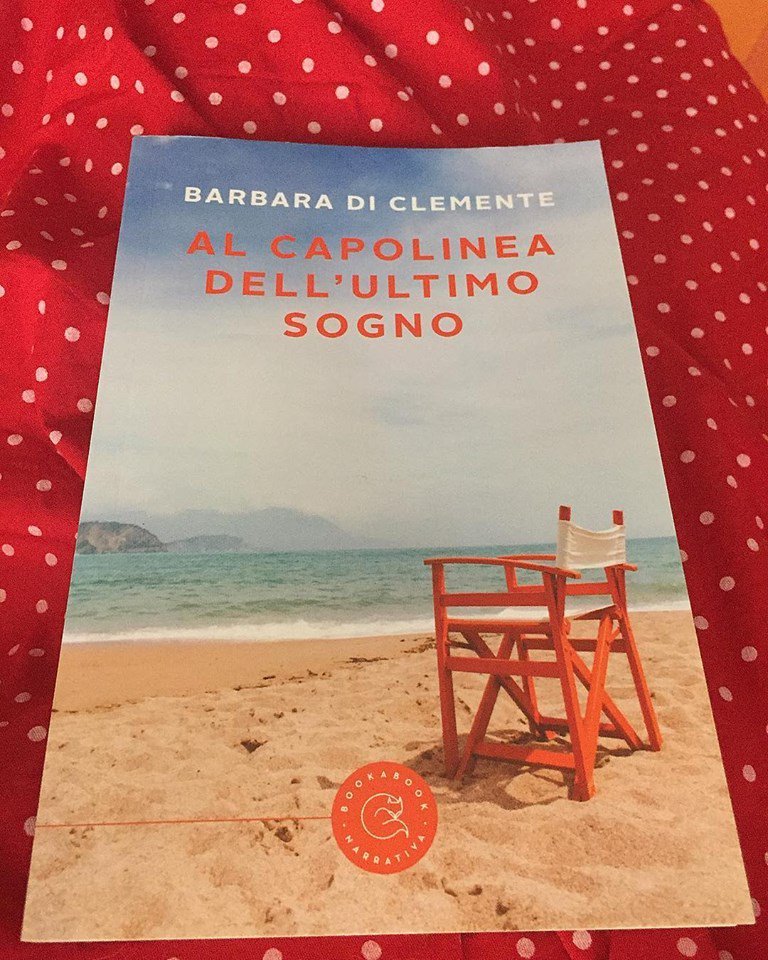 BARBARA DI CLEMENTE
AL CAPOLINEA
DELL'ULTIMO
SOGNO
BOOKABOOK
NARRATIVA